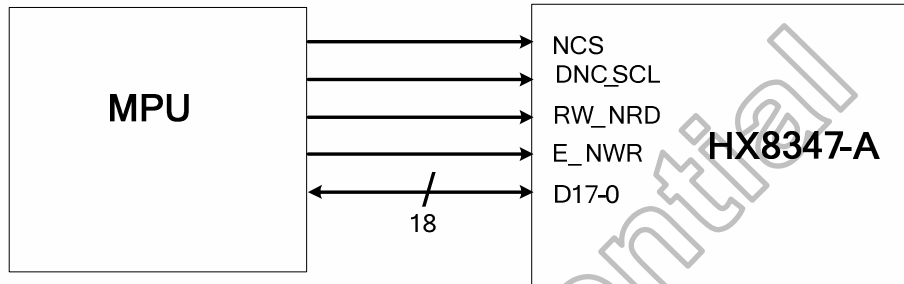 MPU
NCS
DNC_SCL
RW_NRD
E_NWR
D17-0
18
HX8347-A